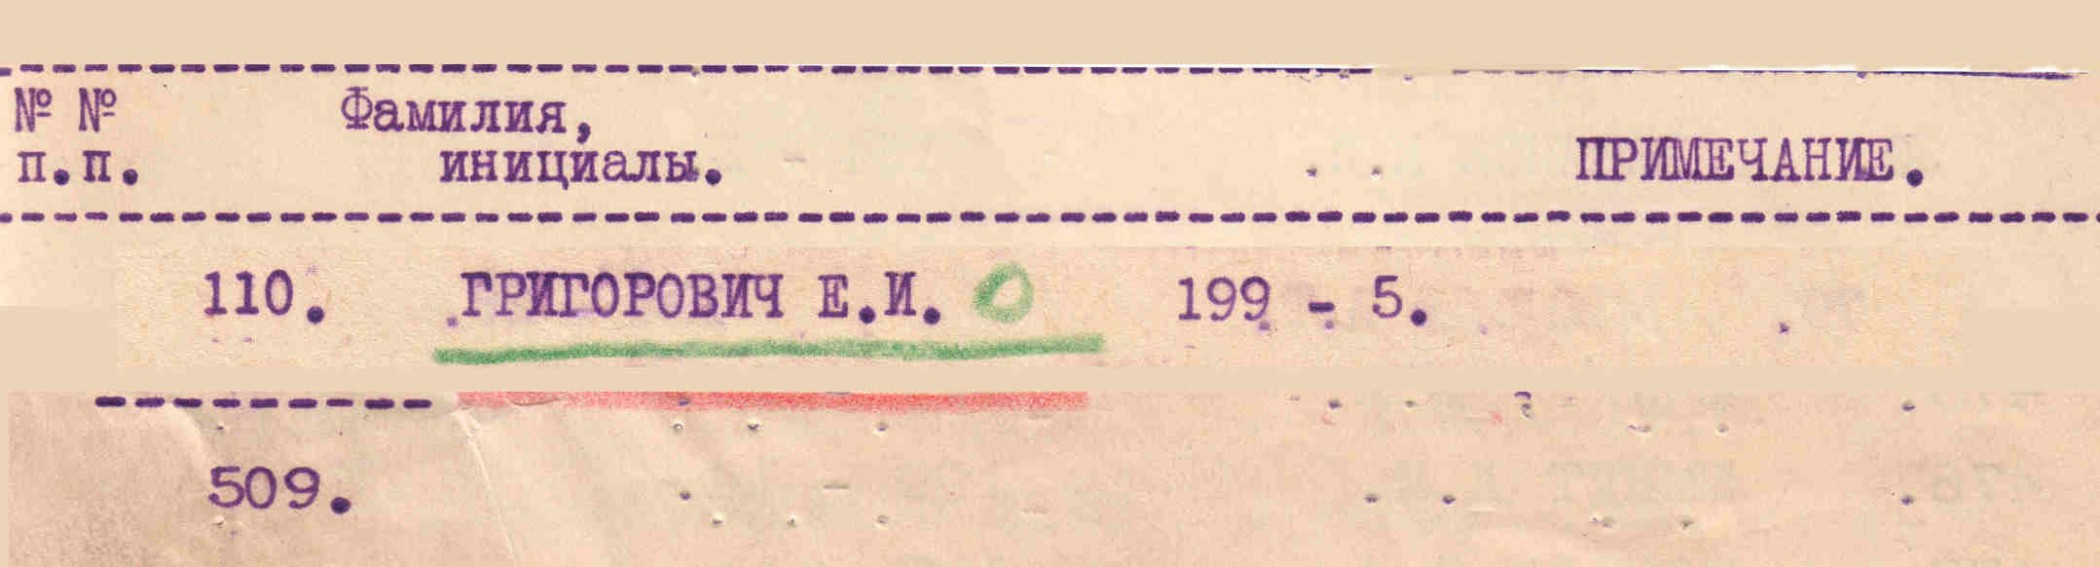 № № Фамилия,
п.п. инициалы. ПРИМЕЧАНИЕ.
110. ГРИГОРОВИЧ Е.И. 199 - 5.
509.